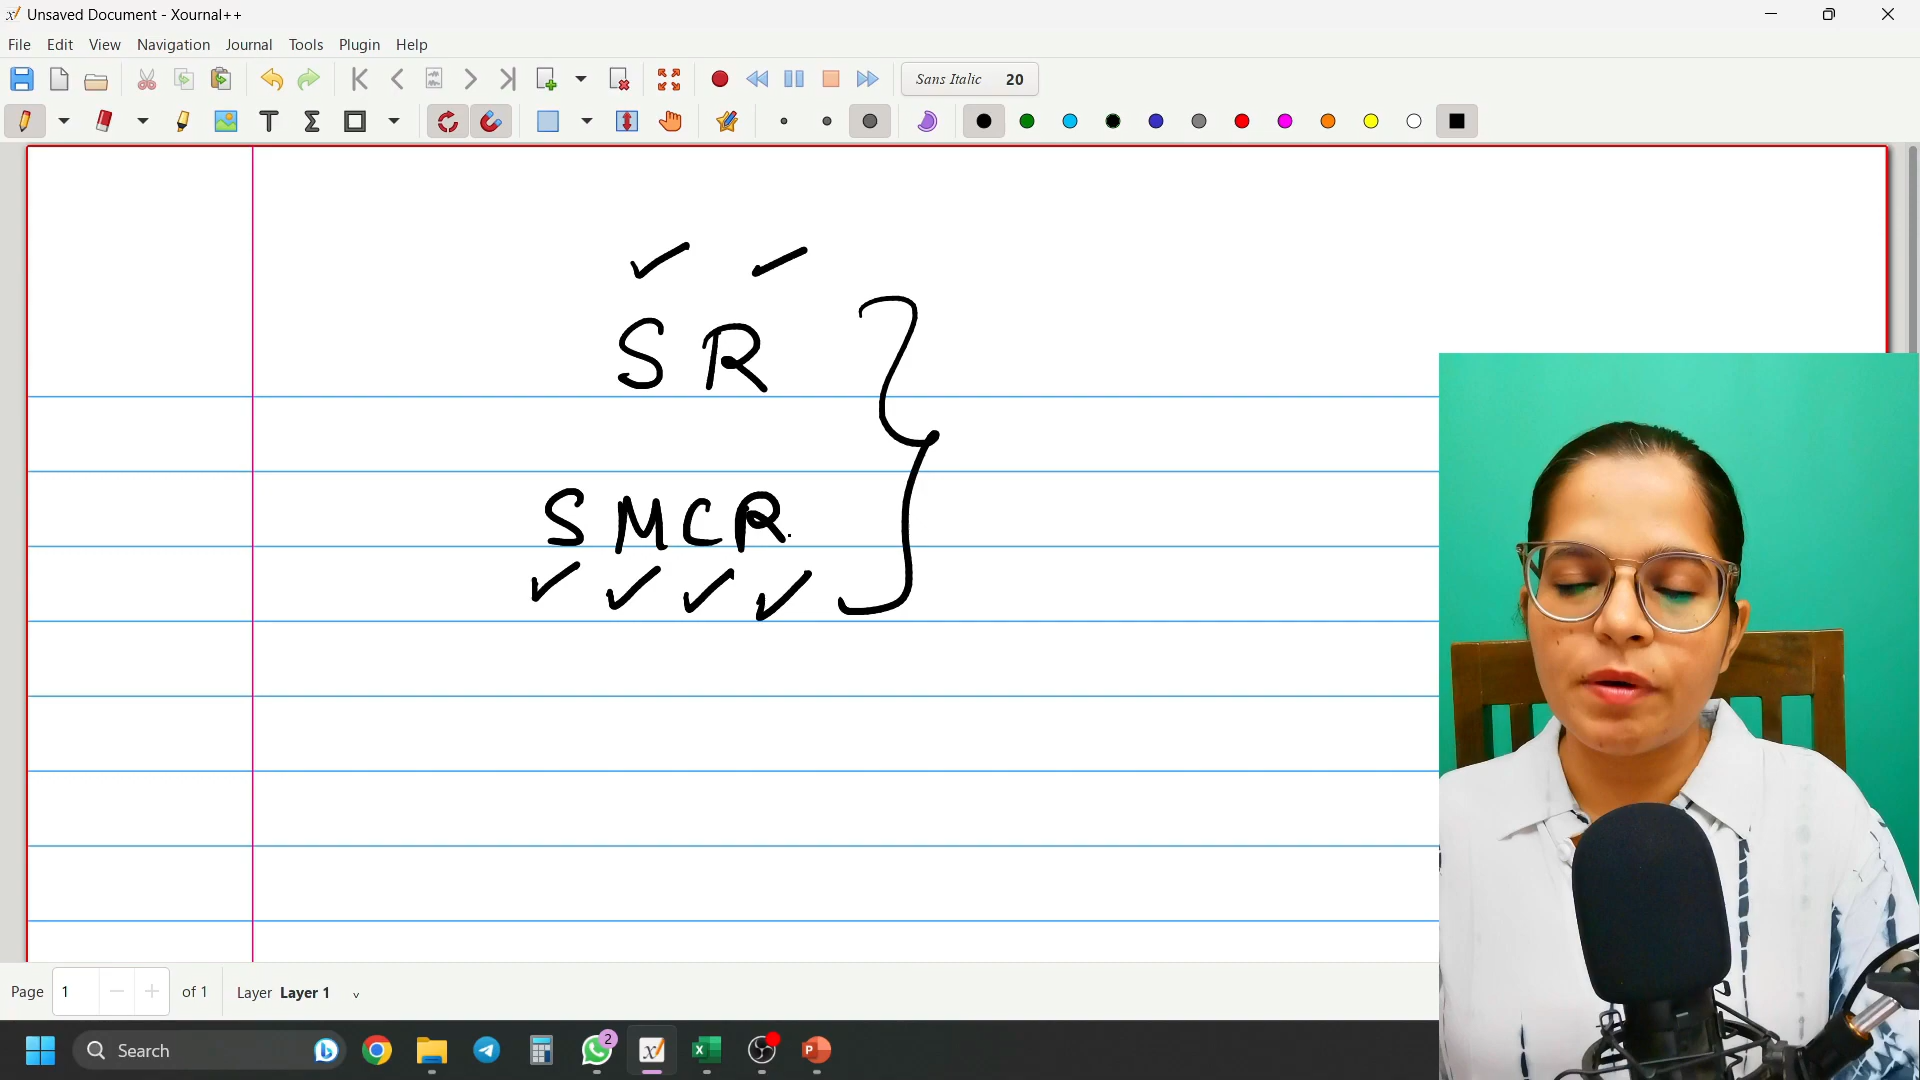 Unsaved Document - Xournal++
File Edit View Navigation Journal Tools Plugin Help
Sans Italic 20
S R
S M C R.
Page 1 of 1 Layer Layer 1
Search
2